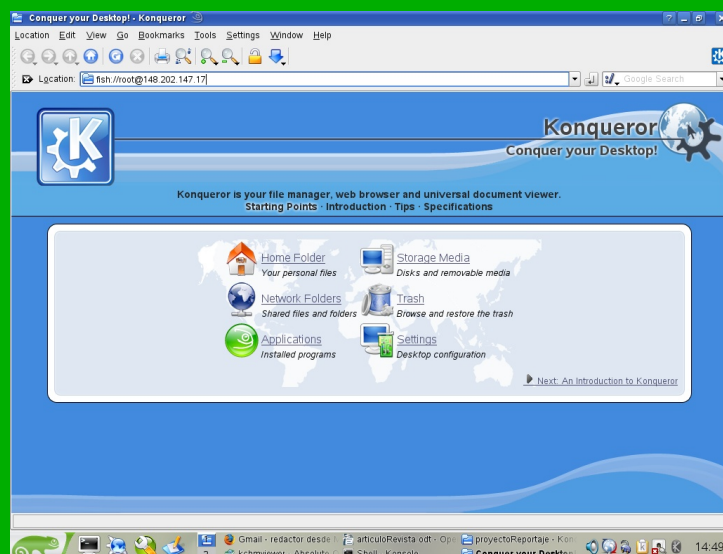 Conquer your Desktop! - Konqueror
Location Edit View Go Bookmarks Tools Settings Window Help
Location: fish://root@148.202.147.17
Google Search
Konqueror
Conquer your Desktop!
Konqueror is your file manager, web browser and universal document viewer.
Starting Points · Introduction · Tips · Specifications
Home Folder
Your personal files
Storage Media
Disks and removable media
Network Folders
Shared files and folders
Trash
Browse and restore the trash
Applications
Installed programs
Settings
Desktop configuration
Next: An Introduction to Konqueror
Gmail - redactor desde
articuloRevista.odt - Ope
proyectoReportaje - Kon
2
kchmviewer - Absolute
Shell - Konsole
Conquer your Desktop
14:49